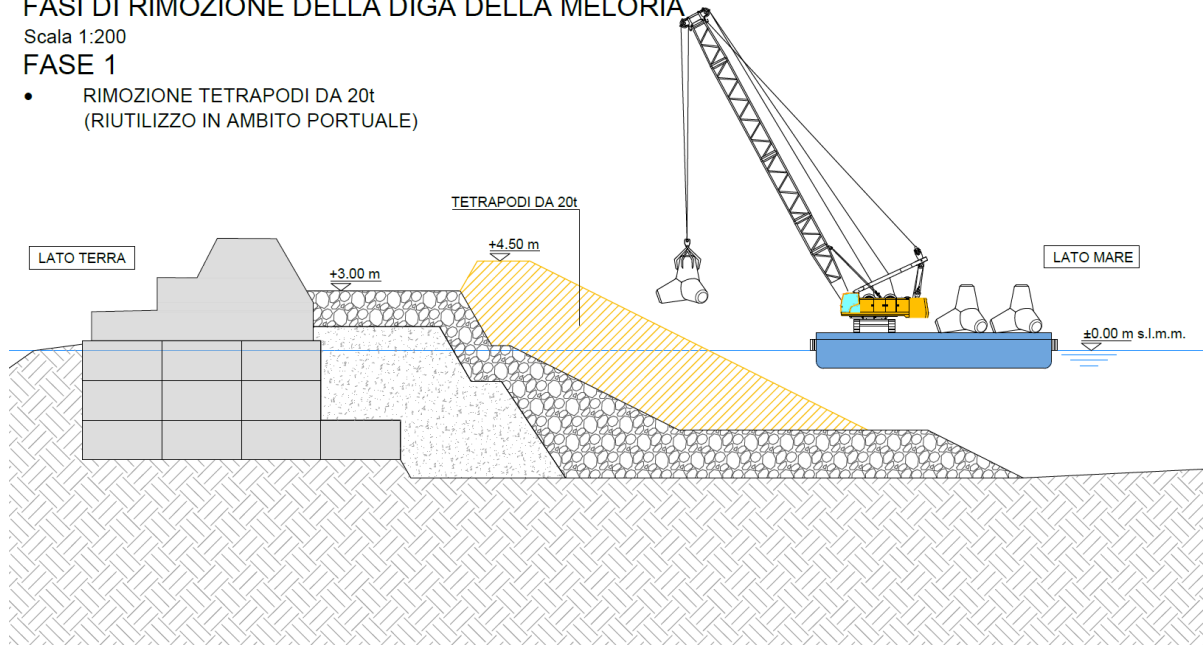 FASI DI RIMOZIONE DELLA DIGA DELLA MELORIA
Scala 1:200
FASE 1
• RIMOZIONE TETRAPODI DA 20t
(RIUTILIZZO IN AMBITO PORTUALE)
TETRAPODI DA 20t
LATO TERRA
+4.50 m
LATO MARE
+3.00 m
±0.00 m s.l.m.m.